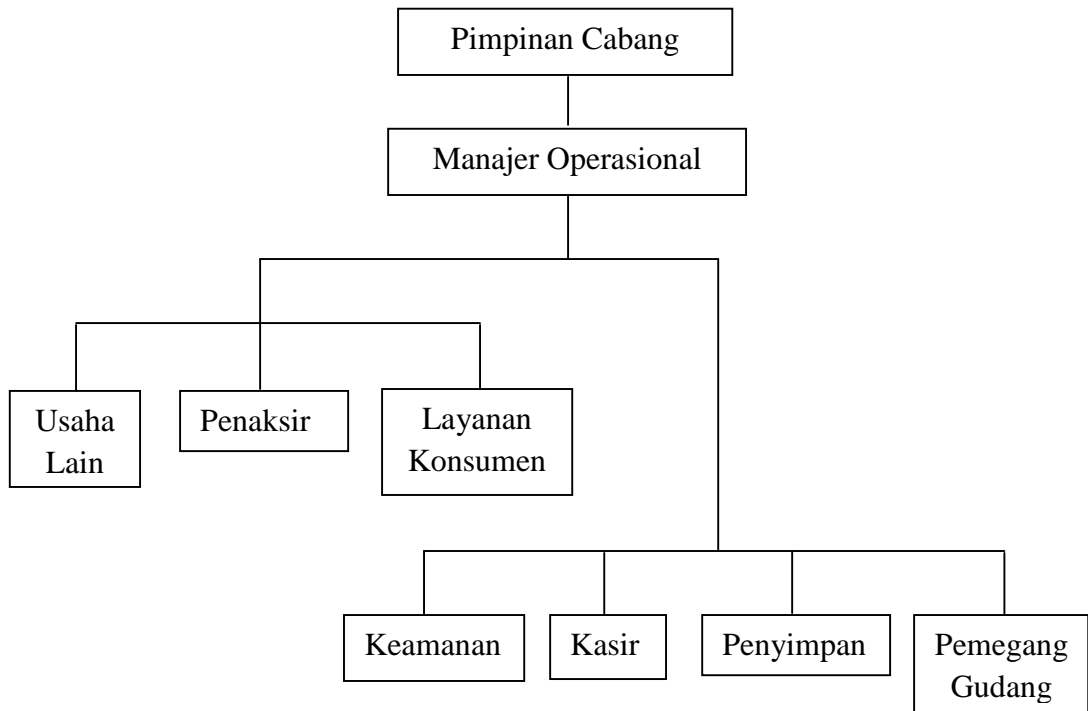 Pimpinan Cabang
Manajer Operasional
Usaha
Lain
Penaksir
Layanan
Konsumen
Keamanan
Kasir
Penyimpan
Pemegang
Gudang